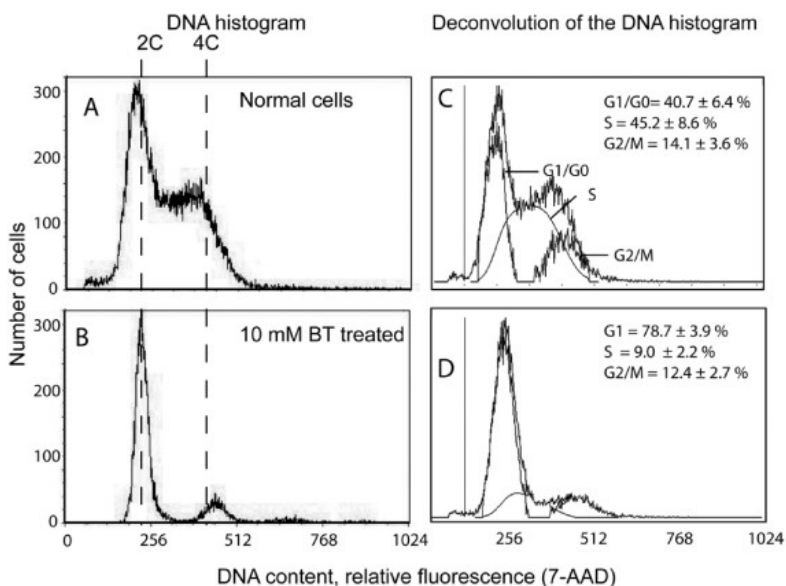 DNA histogram
Deconvolution of the DNA histogram
2C 4C
300
200
100
0
A
Normal cells
C
G1/G0= 40.7 ± 6.4 %
S = 45.2 ± 8.6 %
G2/M = 14.1 ± 3.6 %
G1/G0
S
G2/M
Number of cells
300
200
100
0
B
10 mM BT treated
D
G1 = 78.7 ± 3.9 %
S = 9.0 ± 2.2 %
G2/M = 12.4 ± 2.7 %
0 256 512 768 1024
256 512 768 1024
DNA content, relative fluorescence (7-AAD)